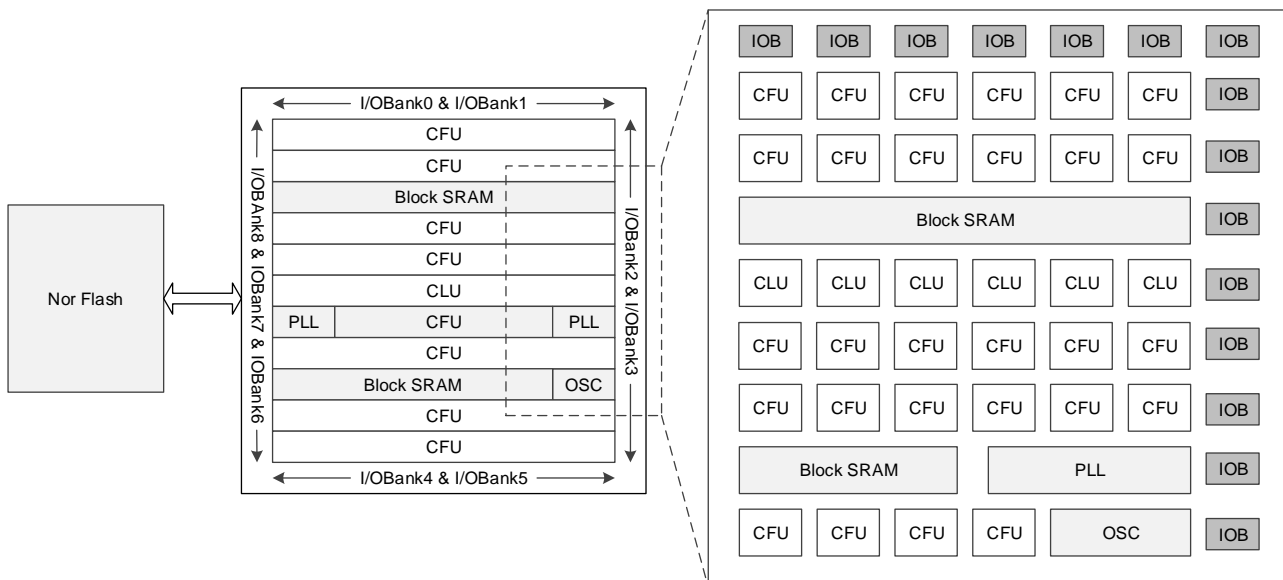 Nor Flash
I/OBank0 & I/OBank1
I/OBAnk8 & IOBank7 & IOBank6
CFU
CFU
Block SRAM
CFU
CFU
CLU
PLL CFU PLL
CFU
Block SRAM OSC
CFU
CFU
I/OBank2 & I/OBank3
I/OBank4 & I/OBank5
IOB IOB IOB IOB IOB IOB IOB
CFU CFU CFU CFU CFU CFU IOB
CFU CFU CFU CFU CFU CFU IOB
Block SRAM IOB
CLU CLU CLU CLU CLU CLU IOB
CFU CFU CFU CFU CFU CFU IOB
CFU CFU CFU CFU CFU CFU IOB
Block SRAM PLL IOB
CFU CFU CFU CFU OSC IOB